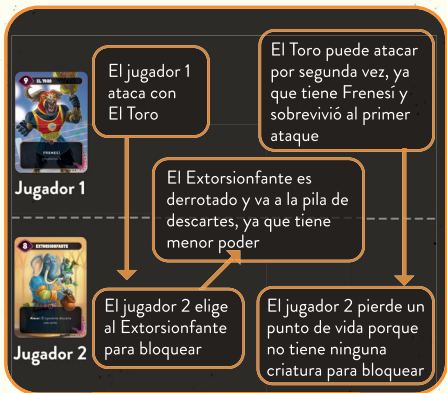 9 EL TORO
FRENESÍ
Jugador 1
El jugador 1
ataca con
El Toro
El Toro puede atacar
por segunda vez, ya
que tiene Frenesí y
sobrevivió al primer
ataque
El Extorsionfante es
derrotado y va a la pila de
descartes, ya que tiene
menor poder
8 EXTORSIONFANTE
Jugador 2
El jugador 2 elige
al Extorsionfante
para bloquear
El jugador 2 pierde un
punto de vida porque
no tiene ninguna
criatura para bloquear